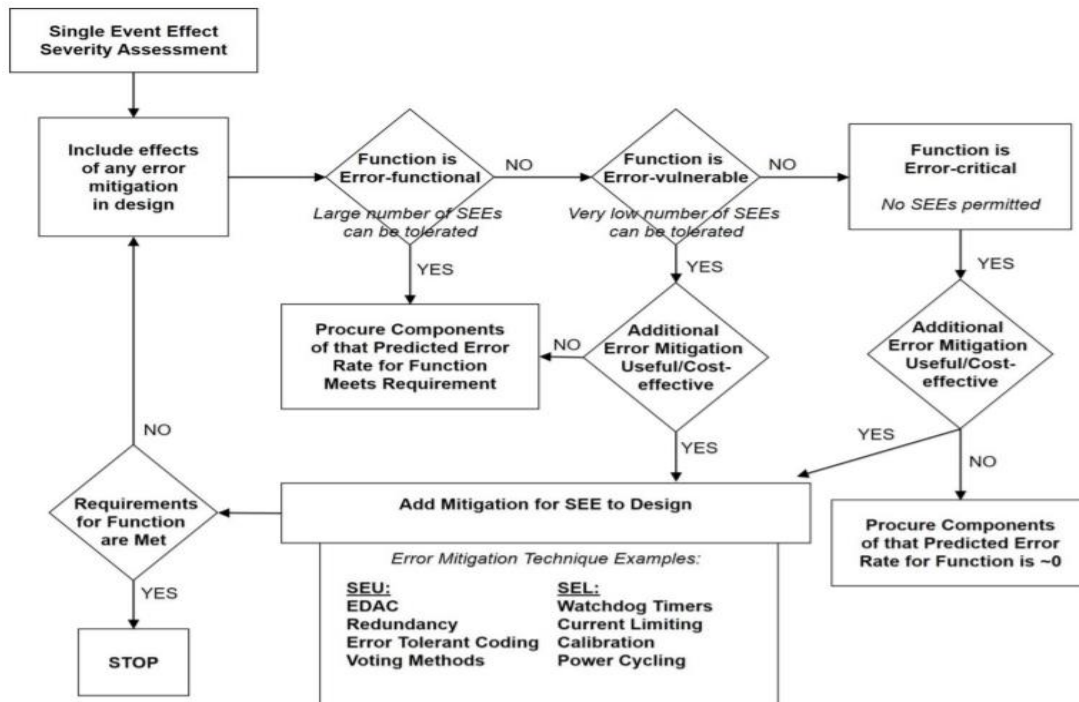 Single Event Effect
Severity Assessment
Include effects
of any error
mitigation
in design
Function is
Error-functional
Large number of SEEs
can be tolerated
NO
Function is
Error-vulnerable
Very low number of SEEs
can be tolerated
NO
Function is
Error-critical
No SEEs permitted
YES
YES
YES
Procure Components
of that Predicted Error
Rate for Function
Meets Requirement
NO
Additional
Error Mitigation
Useful/Cost-
effective
Additional
Error Mitigation
Useful/Cost-
effective
NO
YES
YES
NO
Requirements
for Function
are Met
Add Mitigation for SEE to Design
Procure Components
of that Predicted Error
Rate for Function is ~0
Error Mitigation Technique Examples:
SEU:
EDAC
Redundancy
Error Tolerant Coding
Voting Methods
SEL:
Watchdog Timers
Current Limiting
Calibration
Power Cycling
YES
STOP